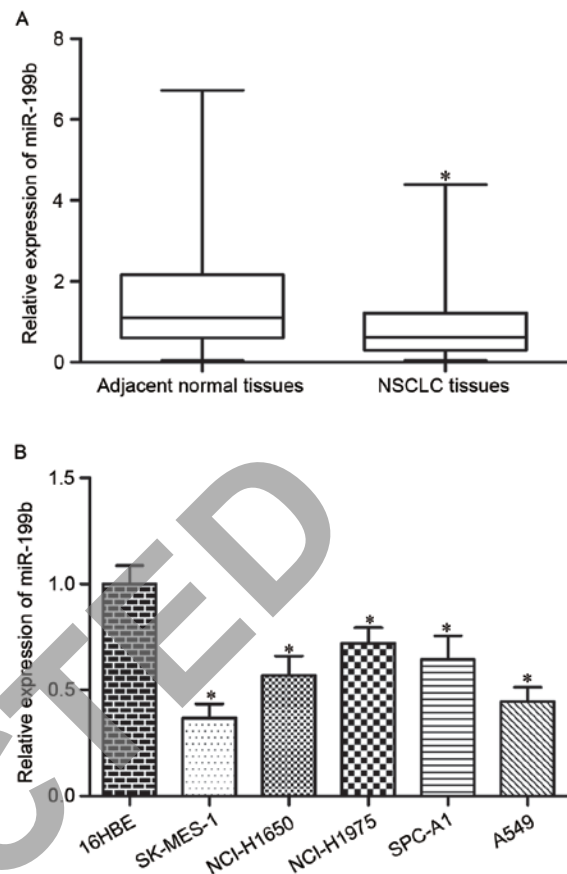 A
Relative expression of miR-199b
8
6
4
2
0
*
Adjacent normal tissues
NSCLC tissues
B
Relative expression of miR-199b
1.5
1.0
0.5
0.0
*
*
*
*
*
16HBE
SK-MES-1
NCI-H1650
NCI-H1975
SPC-A1
A549
CTED